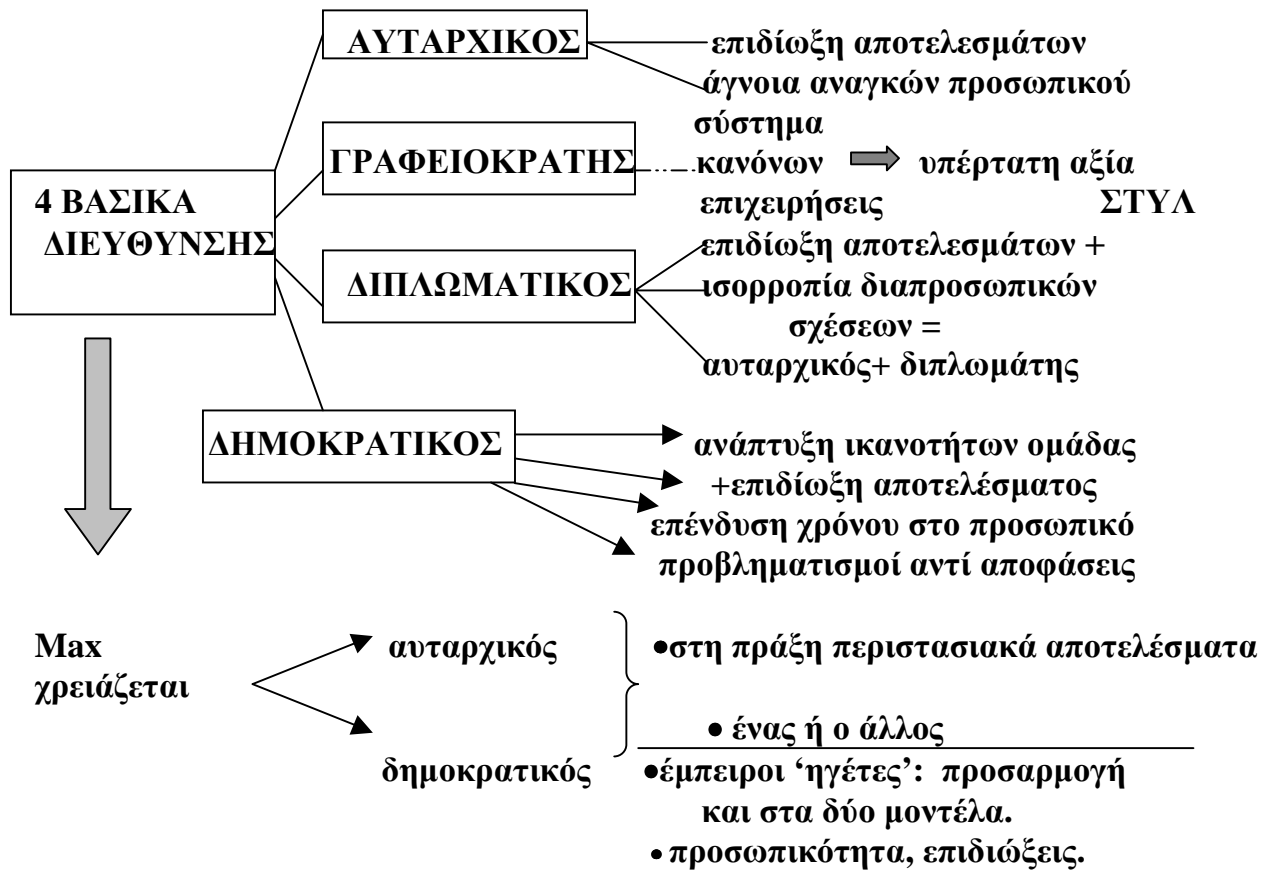 ΑΥΤΑΡΧΙΚΟΣ
επιδίωξη αποτελεσμάτων
άγνοια αναγκών προσωπικού
ΓΡΑΦΕΙΟΚΡΑΤΗΣ
σύστημα
κανόνων
επιχειρήσεις
υπέρτατη αξία
ΣΤΥΛ
4 ΒΑΣΙΚΑ
ΔΙΕΥΘΥΝΣΗΣ
ΔΙΠΛΩΜΑΤΙΚΟΣ
επιδίωξη αποτελεσμάτων +
ισορροπία διαπροσωπικών
σχέσεων =
αυταρχικός+ διπλωμάτης
ΔΗΜΟΚΡΑΤΙΚΟΣ
ανάπτυξη ικανοτήτων ομάδας
+επιδίωξη αποτελέσματος
επένδυση χρόνου στο προσωπικό
προβληματισμοί αντί αποφάσεις
Max
χρειάζεται
αυταρχικός
δημοκρατικός
•στη πράξη περιστασιακά αποτελέσματα
• ένας ή ο άλλος
•έμπειροι ‘ηγέτες’: προσαρμογή
και στα δύο μοντέλα.
• προσωπικότητα, επιδιώξεις.